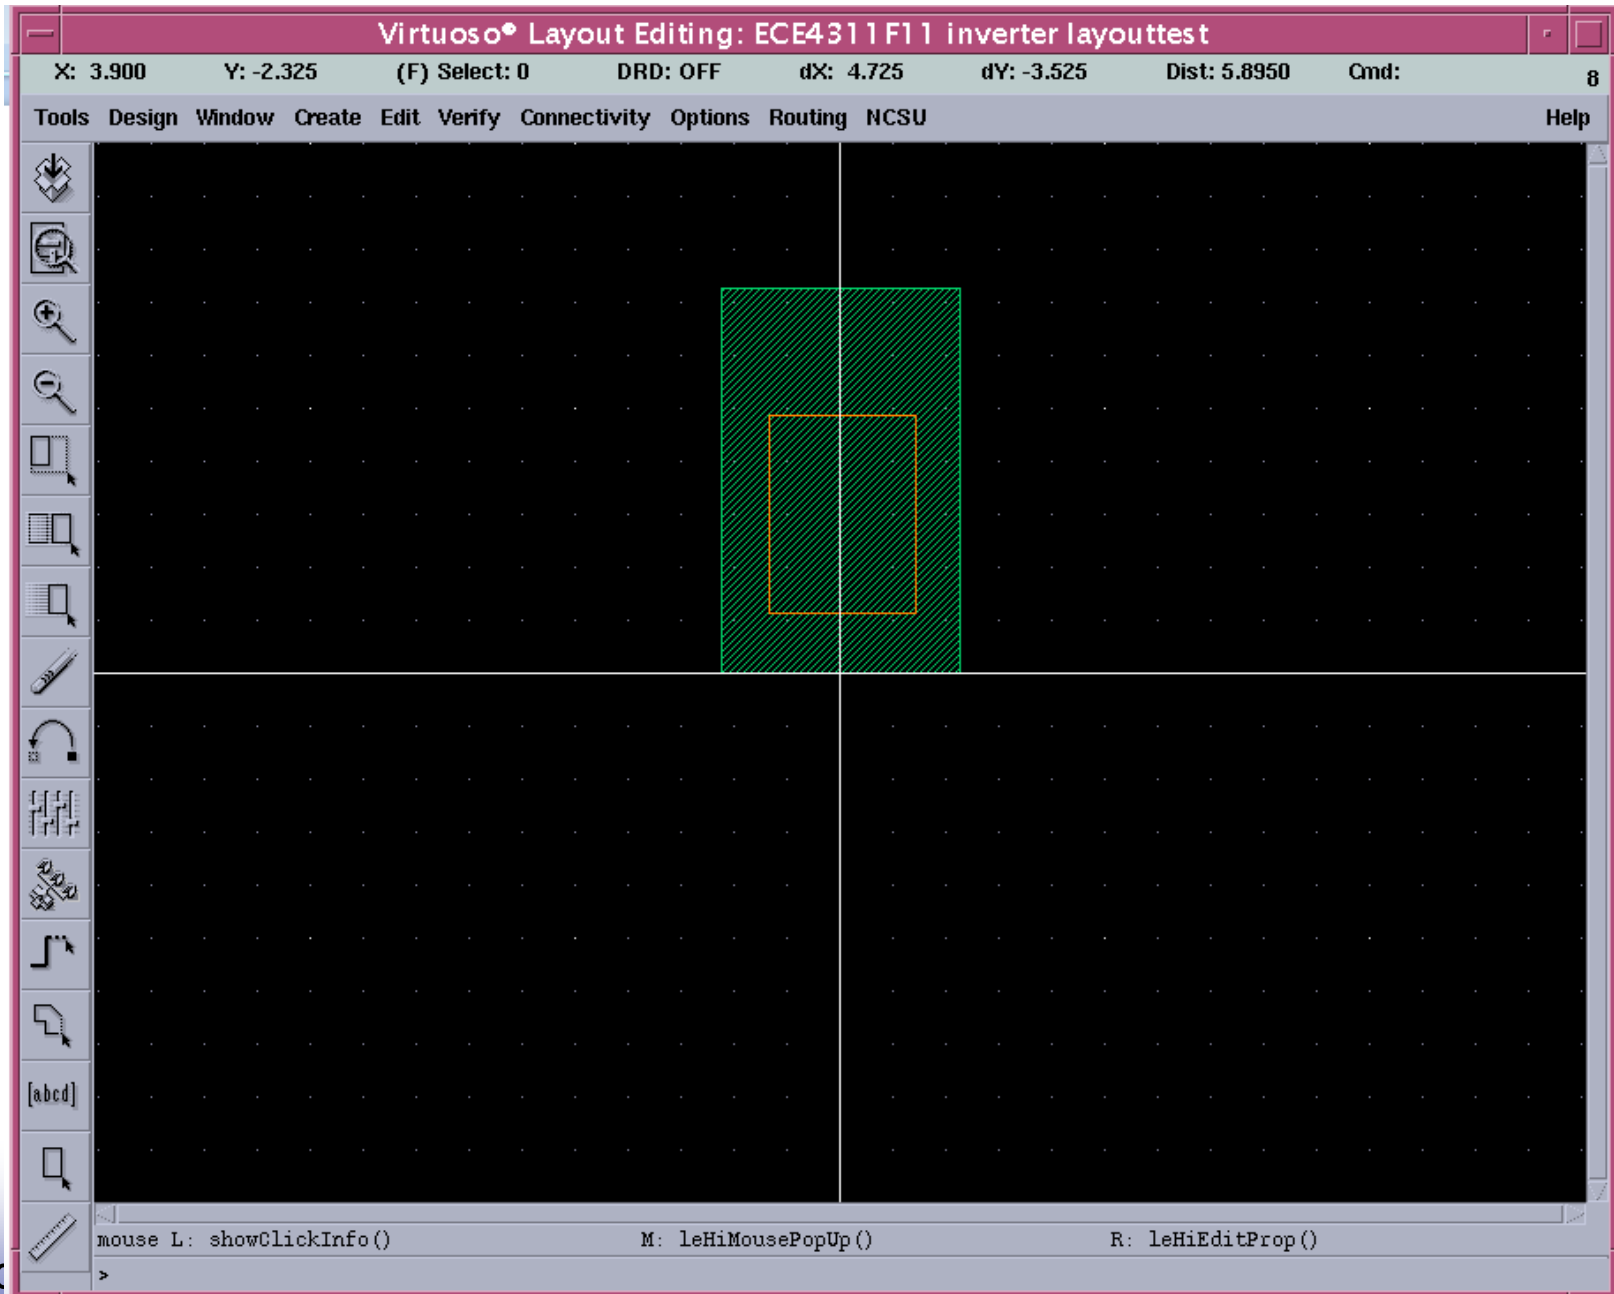 Virtuoso® Layout Editing: ECE4311F11 inverter layouttest
X: 3.900 Y: -2.325 (F) Select: 0 DRD: OFF dX: 4.725 dY: -3.525 Dist: 5.8950 Cmd: 8
Tools Design Window Create Edit Verify Connectivity Options Routing NCSU Help
[abcd]
mouse L: showClickInfo() M: leHiMousePopUp() R: leHiEditProp()
>